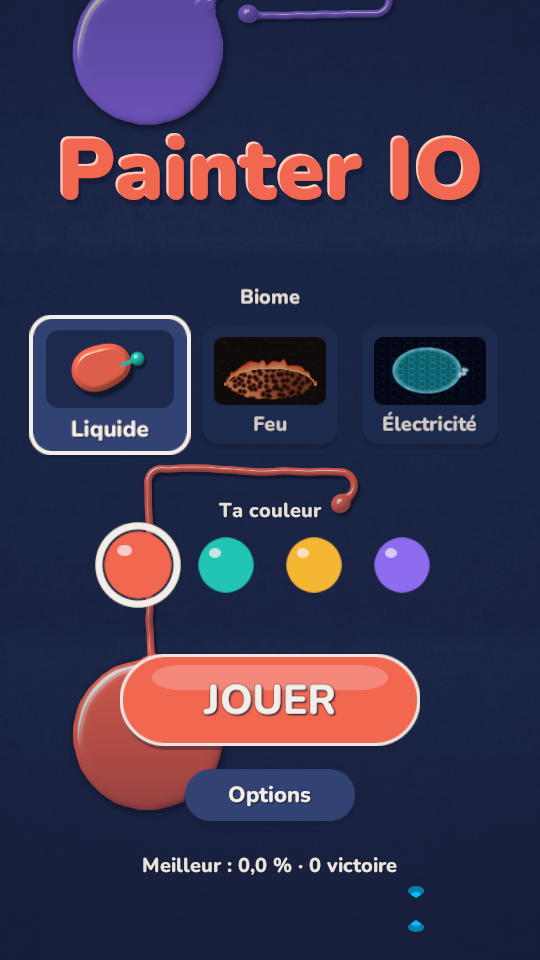 Painter IO
Biome
Liquide
Feu
Électricité
Ta couleur
JOUER
Options
Meilleur : 0,0 % · 0 victoire